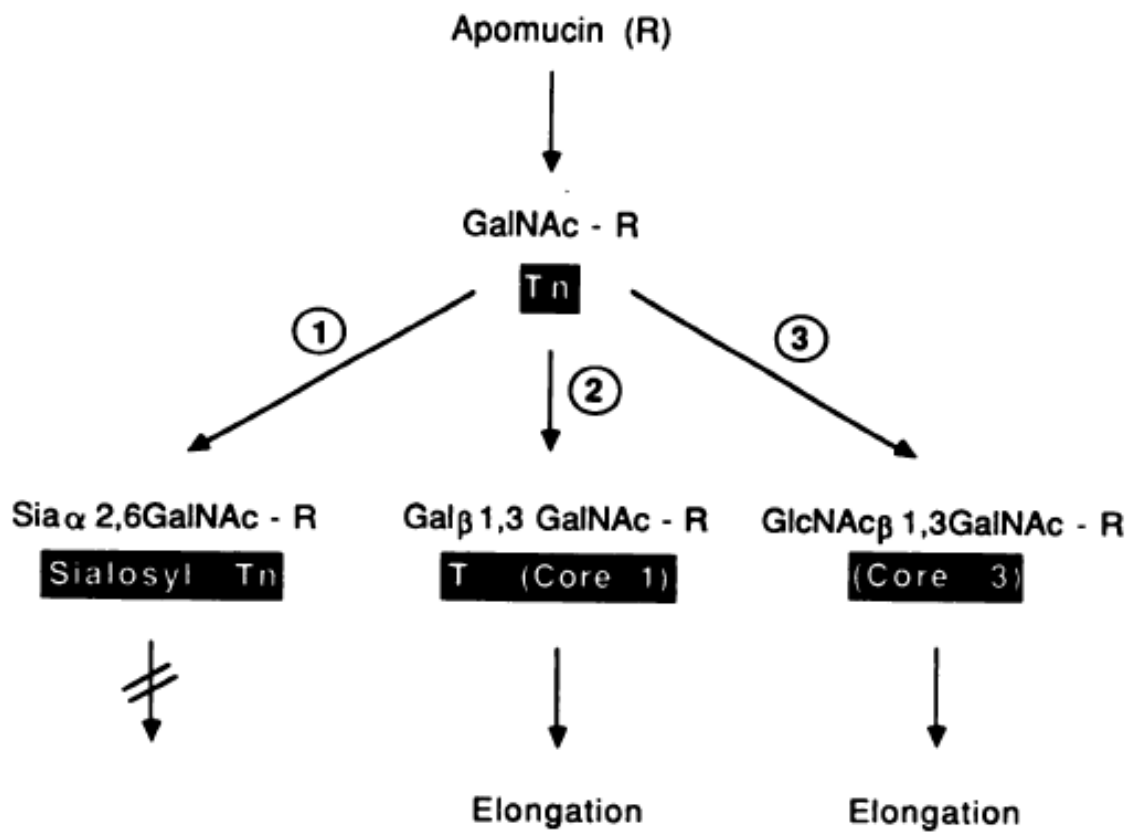 Apomucin (R)
GalNAc - R
Tn
1
3
2
Siaα 2,6GalNAc - R
Galβ 1,3 GalNAc - R
GlcNAcβ 1,3GalNAc - R
Sialosyl Tn
T (Core 1)
(Core 3)
Elongation
Elongation